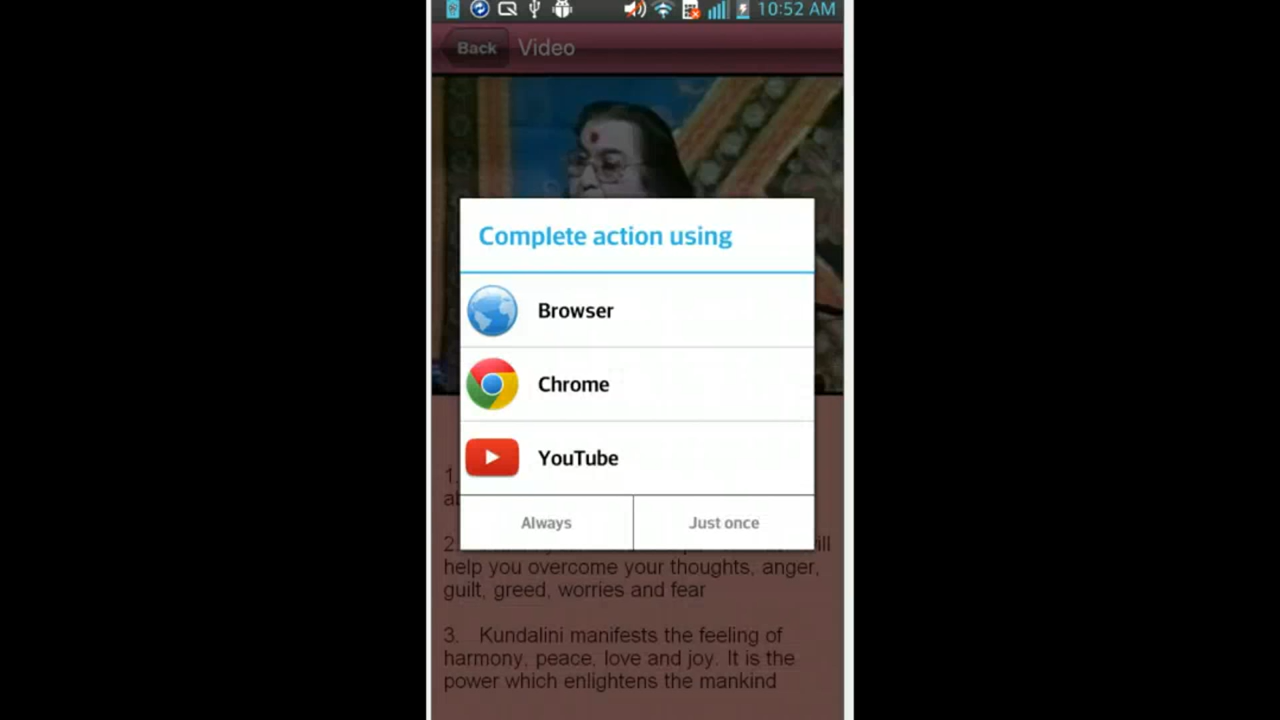 10:52 AM
Back
Video
Complete action using
Browser
Chrome
YouTube
Always
Just once
1.
2.
help you overcome your thoughts, anger,
guilt, greed, worries and fear
3. Kundalini manifests the feeling of
harmony, peace, love and joy. It is the
power which enlightens the mankind